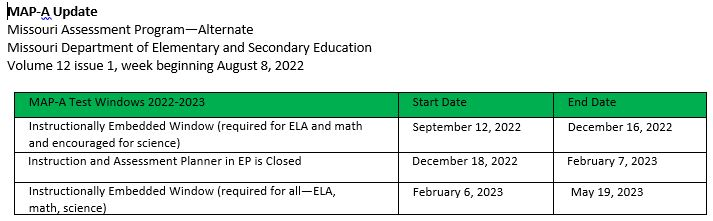 MAP-A Update
Missouri Assessment Program—Alternate
Missouri Department of Elementary and Secondary Education
Volume 12 issue 1, week beginning August 8, 2022
MAP-A Test Windows 2022-2023 Start Date End Date
Instructionally Embedded Window (required for ELA and math September 12, 2022 December 16, 2022
and encouraged for science)
Instruction and Assessment Planner in EP is Closed December 18, 2022 February 7, 2023
Instructionally Embedded Window (required for all—ELA, February 6, 2023 May 19, 2023
math, science)